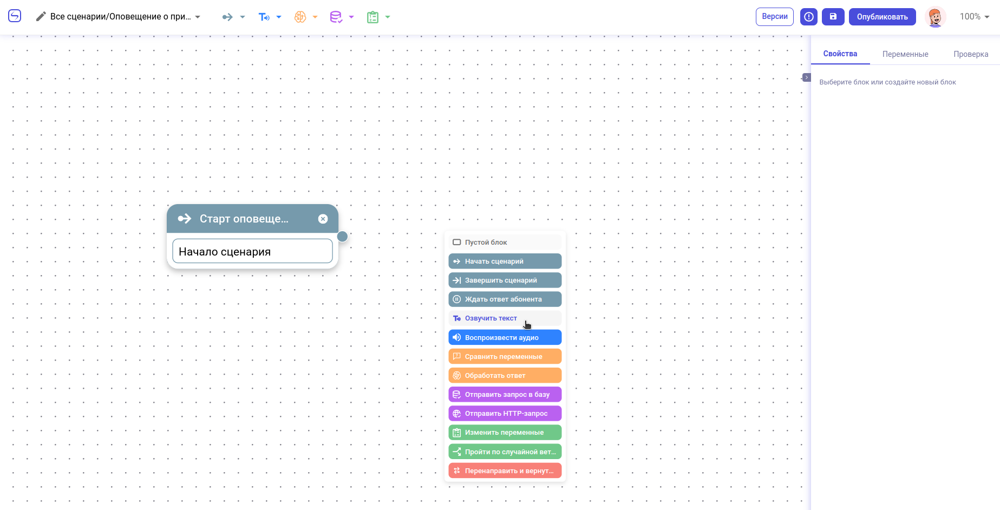 Все сценарии/Оповещение о при...
Версии
Опубликовать
100%
Свойства
Переменные
Проверка
Выберите блок или создайте новый блок
Старт оповеще...
Начало сценария
Пустой блок
Начать сценарий
Завершить сценарий
Ждать ответ абонента
Озвучить текст
Воспроизвести аудио
Сравнить переменные
Обработать ответ
Отправить запрос в базу
Отправить HTTP-запрос
Изменить переменные
Пройти по случайной вет...
Перенаправить и вернут...